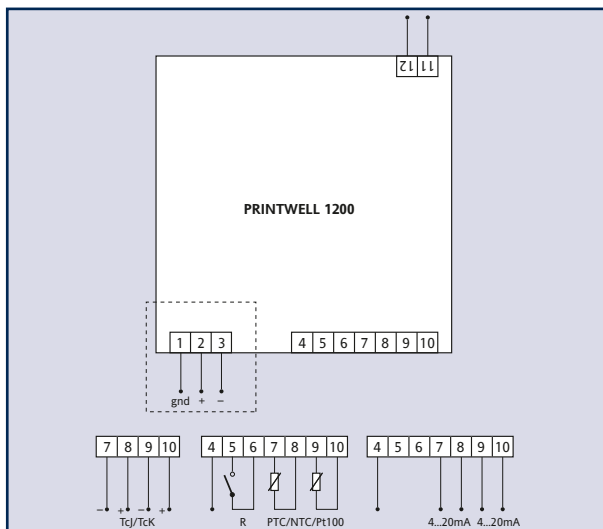 12 11
PRINTWELL 1200
1 2 3
4 5 6 7 8 9 10
gnd + −
7 8 9 10
4 5 6 7 8 9 10
4 5 6 7 8 9 10
− + − +
TcJ/TcK
R
PTC/NTC/Pt100
4...20mA 4...20mA